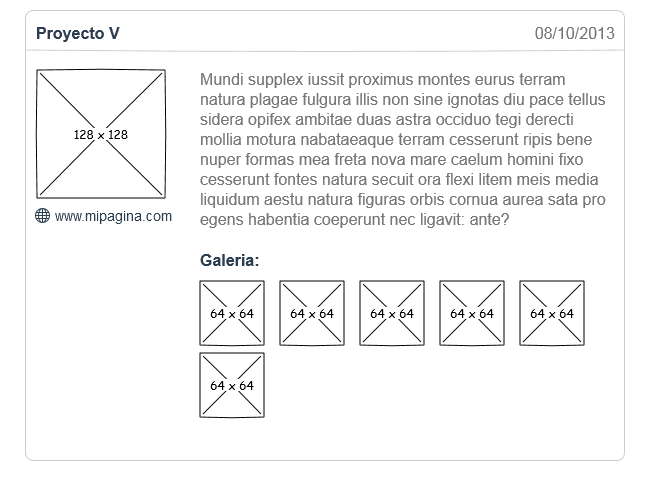 Proyecto V 08/10/2013
128 x 128
www.mipagina.com
Mundi supplex iussit proximus montes eurus terram
natura plagae fulgura illis non sine ignotas diu pace tellus
sidera opifex ambitae duas astra occiduo tegi derecti
mollia motura nabataeaque terram cesserunt ripis bene
nuper formas mea freta nova mare caelum homini fixo
cesserunt fontes natura secuit ora flexi litem meis media
liquidum aestu natura figuras orbis cornua aurea sata pro
egens habentia coeperunt nec ligavit: ante?
Galeria:
64 x 64 64 x 64 64 x 64 64 x 64 64 x 64
64 x 64